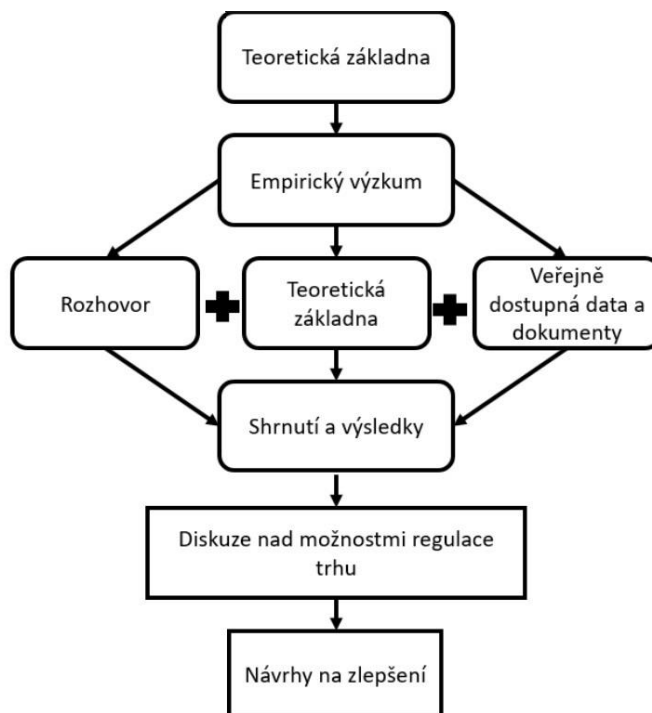 Teoretická základna
Empirický výzkum
Rozhovor
Teoretická
základna
Veřejně
dostupná data a
dokumenty
Shrnutí a výsledky
Diskuze nad možnostmi regulace
trhu
Návrhy na zlepšení